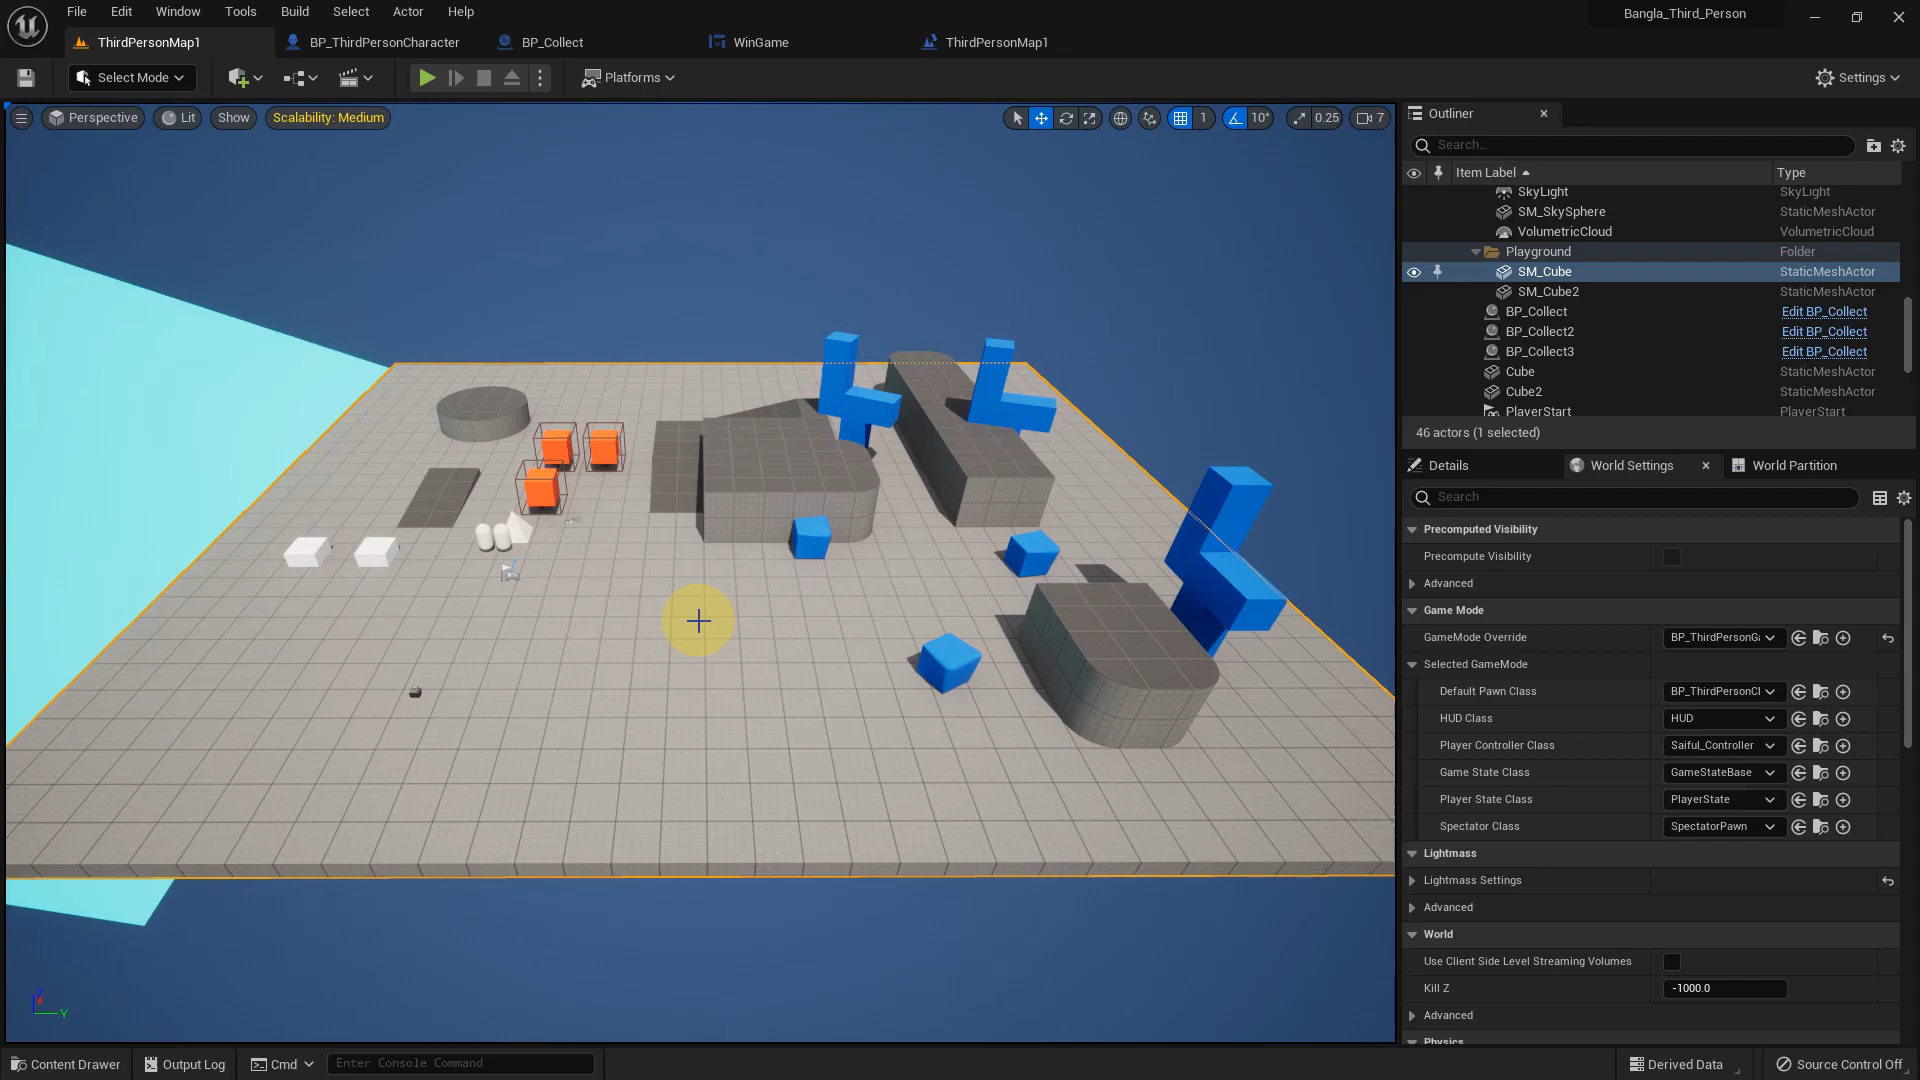 File Edit Window Tools Build Select Actor Help
Bangla_Third_Person
ThirdPersonMap1 BP_ThirdPersonCharacter BP_Collect WinGame ThirdPersonMap1
Select Mode Platforms Settings
Perspective Lit Show Scalability: Medium 1 10° 0.25 7
Outliner
Search...
Item Label Type
SkyLight SkyLight
SM_SkySphere StaticMeshActor
VolumetricCloud VolumetricCloud
Playground Folder
SM_Cube StaticMeshActor
SM_Cube2 StaticMeshActor
BP_Collect Edit BP_Collect
BP_Collect2 Edit BP_Collect
BP_Collect3 Edit BP_Collect
Cube StaticMeshActor
Cube2 StaticMeshActor
PlayerStart PlayerStart
46 actors (1 selected)
Details World Settings World Partition
Search
Precomputed Visibility
Precompute Visibility
Advanced
Game Mode
GameMode Override BP_ThirdPersonGa
Selected GameMode
Default Pawn Class BP_ThirdPersonCl
HUD Class HUD
Player Controller Class Saiful_Controller
Game State Class GameStateBase
Player State Class PlayerState
Spectator Class SpectatorPawn
Lightmass
Lightmass Settings
Advanced
World
Use Client Side Level Streaming Volumes
Kill Z -1000.0
Advanced
Physics
Z
X
Y
Content Drawer Output Log Cmd Enter Console Command Derived Data Source Control Off